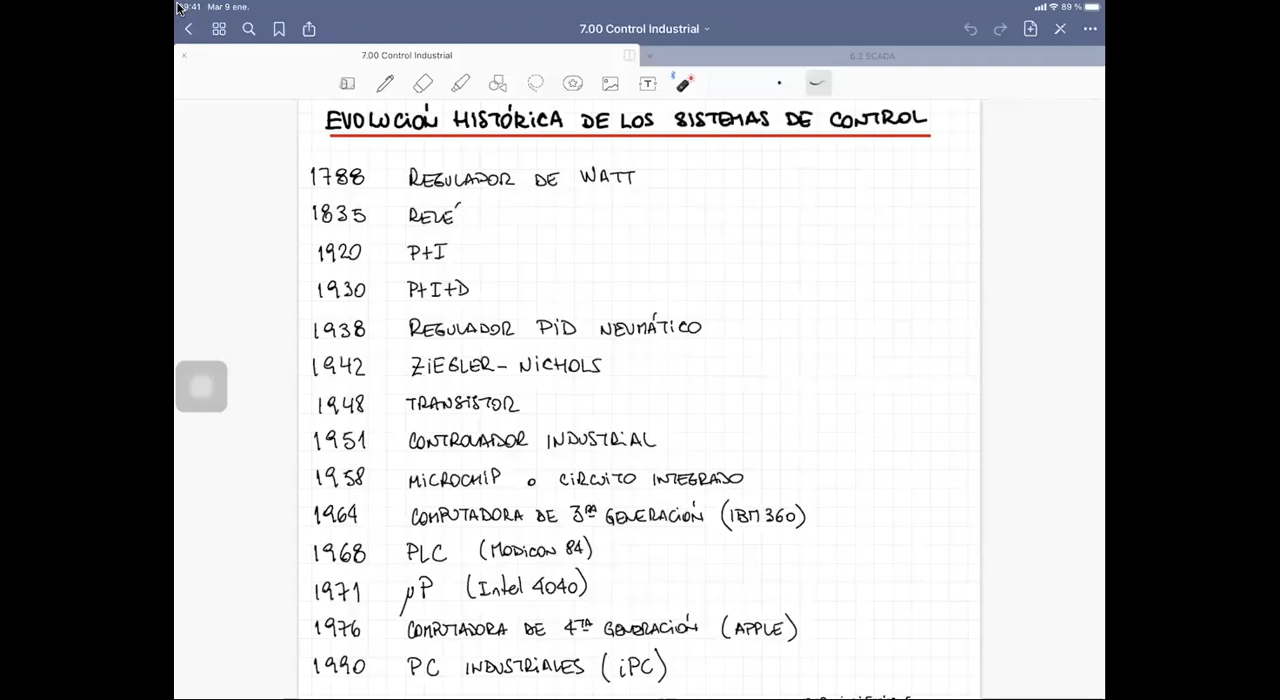 9:41 Mar 9 ene.
89 %
7.00 Control Industrial
7.00 Control Industrial
6.2 SCADA
EVOLUCIÓN HISTÓRICA DE LOS SISTEMAS DE CONTROL
1788 REGULADOR DE WATT
1835 RELÉ
1920 P+I
1930 P+I+D
1938 REGULADOR PID NEUMÁTICO
1942 ZIEGLER-NICHOLS
1948 TRANSISTOR
1951 CONTROLADOR INDUSTRIAL
1958 MICROCHIP o CIRCUITO INTEGRADO
1964 COMPUTADORA DE 3ra GENERACIÓN (IBM 360)
1968 PLC (MODICON 84)
1971 μP (Intel 4040)
1976 COMPUTADORA DE 4TA GENERACIÓN (APPLE)
1990 PC INDUSTRIALES (iPC)